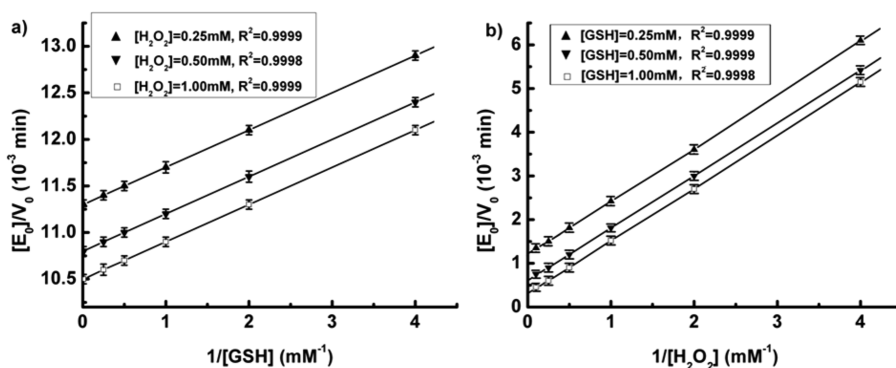 a)
[H₂O₂]=0.25mM, R²=0.9999
[H₂O₂]=0.50mM, R²=0.9998
[H₂O₂]=1.00mM, R²=0.9999
13.0
12.5
12.0
11.5
11.0
10.5
[E₀]/V₀ (10⁻³ min)
0 1 2 3 4
1/[GSH] (mM⁻¹)
b)
[GSH]=0.25mM, R²=0.9999
[GSH]=0.50mM, R²=0.9999
[GSH]=1.00mM, R²=0.9998
6
5
4
3
2
1
0
[E₀]/V₀ (10⁻³ min)
0 1 2 3 4
1/[H₂O₂] (mM⁻¹)